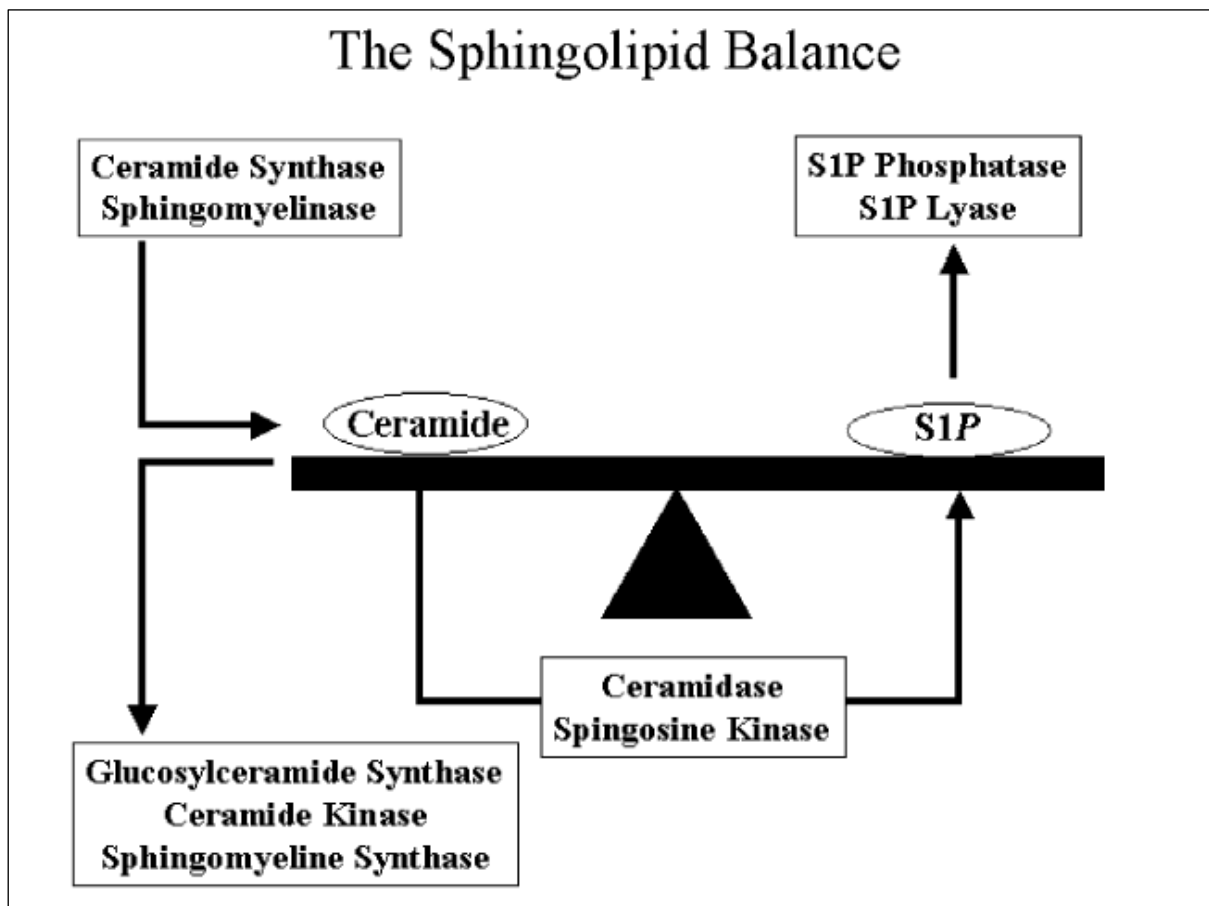 The Sphingolipid Balance
Ceramide Synthase
Sphingomyelinase
S1P Phosphatase
S1P Lyase
Ceramide
S1P
Ceramidase
Spingosine Kinase
Glucosylceramide Synthase
Ceramide Kinase
Sphingomyeline Synthase